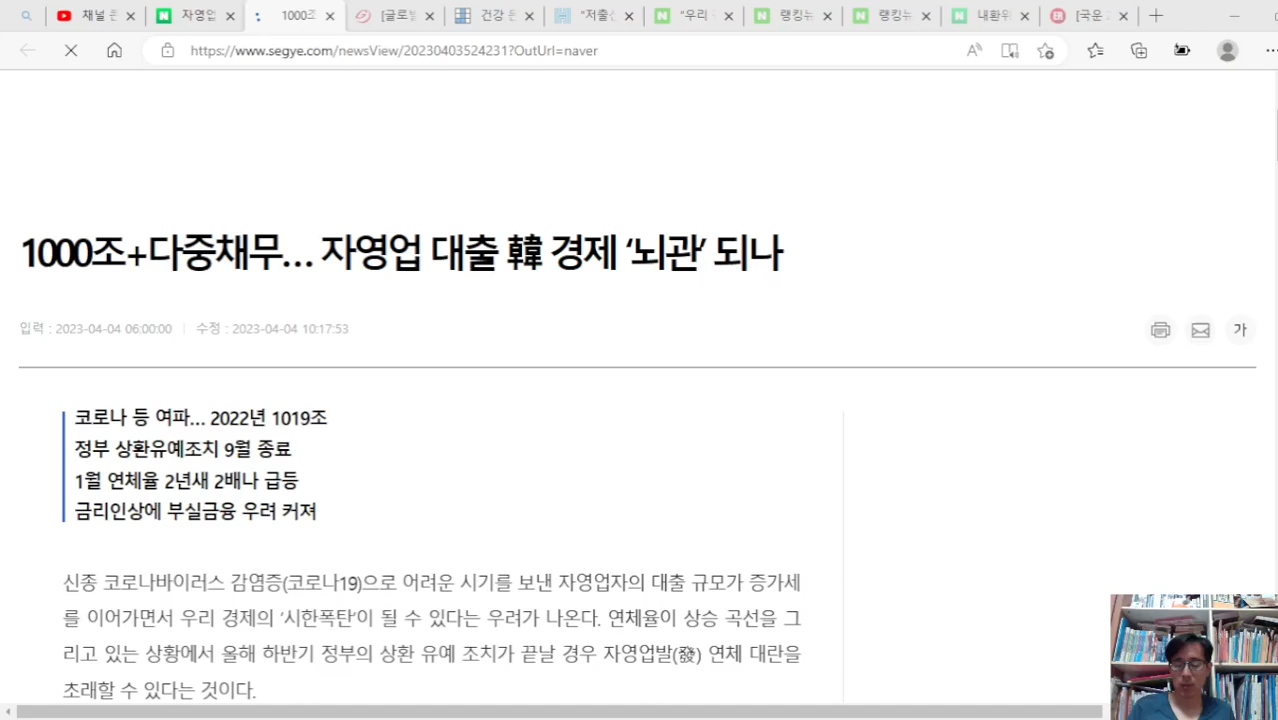 채널
자영업
1000조
[글로벌
건강
"저출
"우리
랭킹뉴
랭킹뉴
내환위
[국운
https://www.segye.com/newsView/20230403524231?OutUrl=naver
1000조+다중채무… 자영업 대출 韓 경제 ‘뇌관’ 되나
입력 : 2023-04-04 06:00:00 수정 : 2023-04-04 10:17:53
가
코로나 등 여파… 2022년 1019조
정부 상환유예조치 9월 종료
1월 연체율 2년새 2배나 급등
금리인상에 부실금융 우려 커져
신종 코로나바이러스 감염증(코로나19)으로 어려운 시기를 보낸 자영업자의 대출 규모가 증가세
를 이어가면서 우리 경제의 ‘시한폭탄’이 될 수 있다는 우려가 나온다. 연체율이 상승 곡선을 그
리고 있는 상황에서 올해 하반기 정부의 상환 유예 조치가 끝날 경우 자영업발(發) 연체 대란을
초래할 수 있다는 것이다.